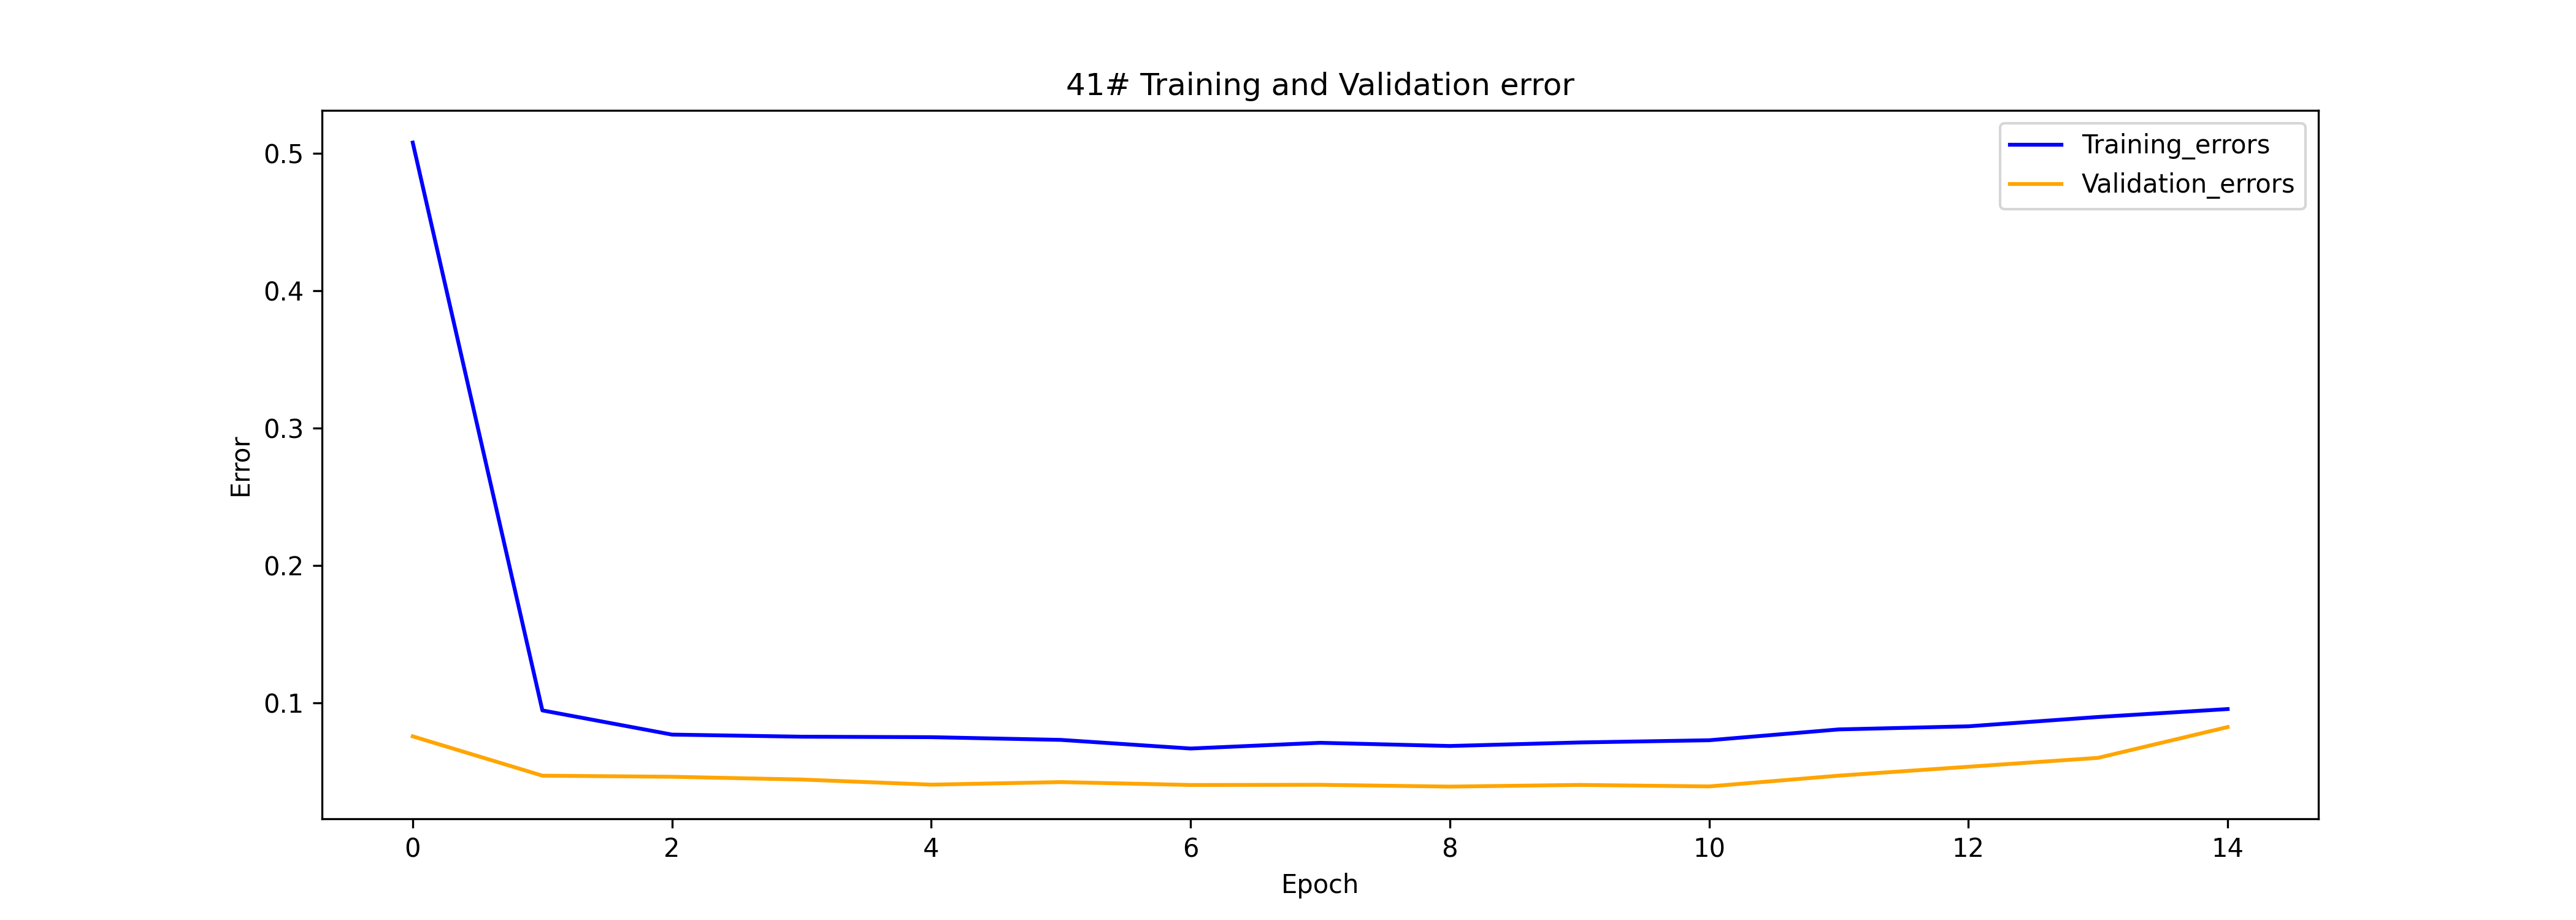 41# Training and Validation error
Training_errors
Validation_errors
0.5
0.4
0.3
0.2
0.1
Error
0 2 4 6 8 10 12 14
Epoch